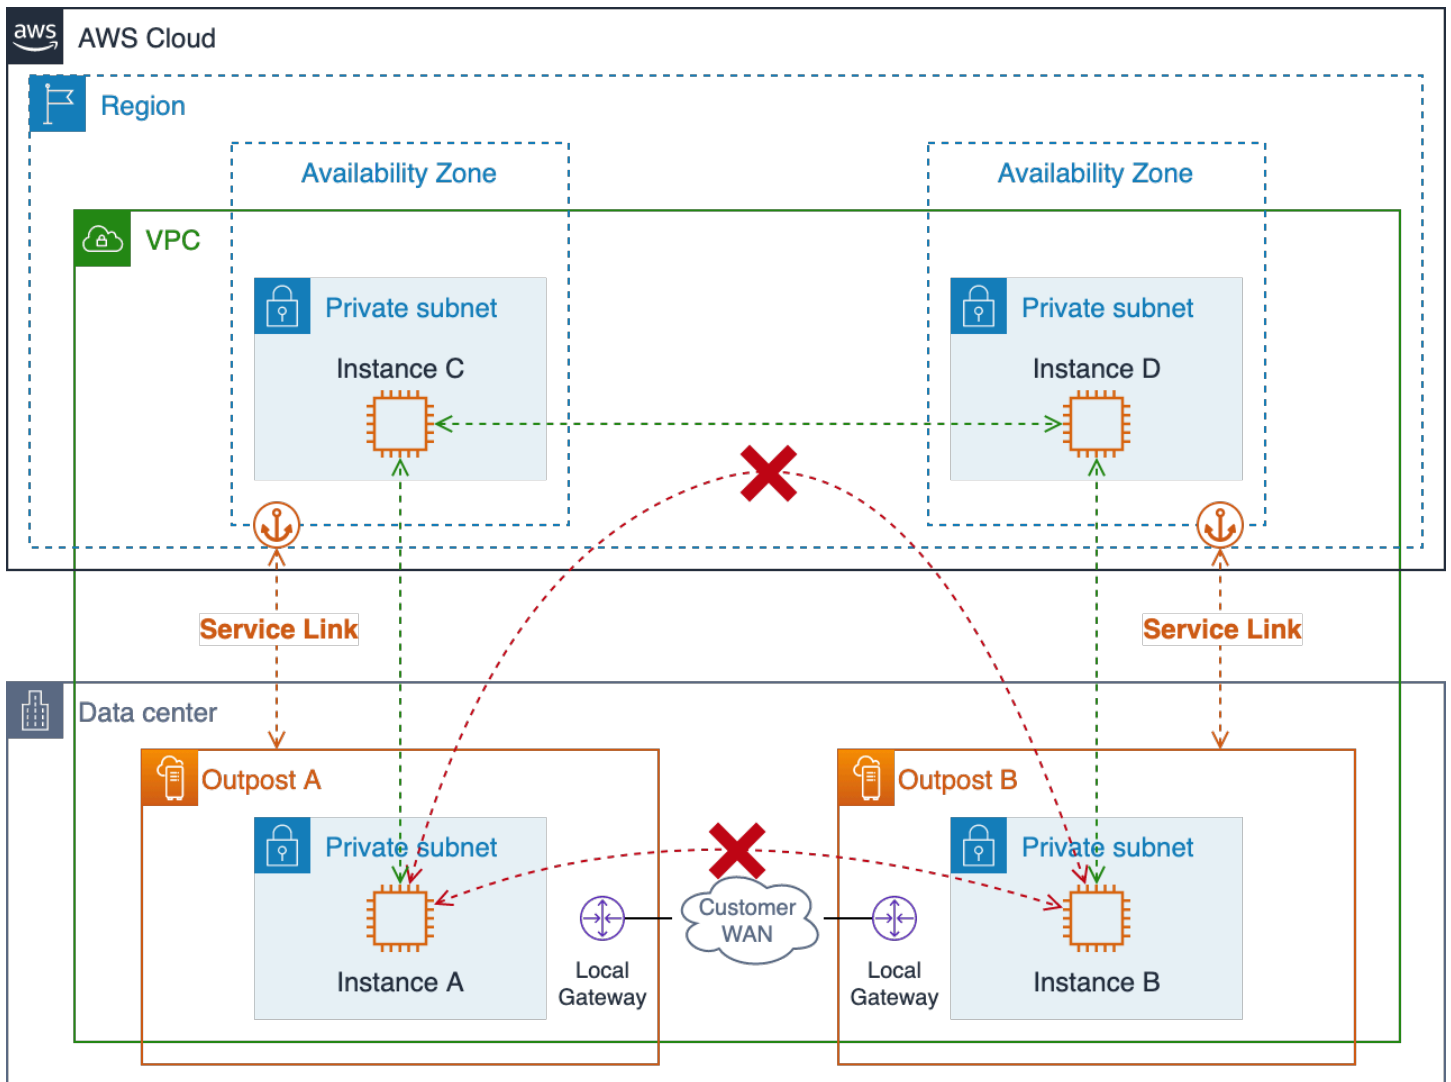 aws
AWS Cloud
Region
Availability Zone
Availability Zone
VPC
Private subnet
Private subnet
Instance C
Instance D
Service Link
Service Link
Data center
Outpost A
Outpost B
Private subnet
Private subnet
Customer
WAN
Local
Gateway
Local
Gateway
Instance A
Instance B